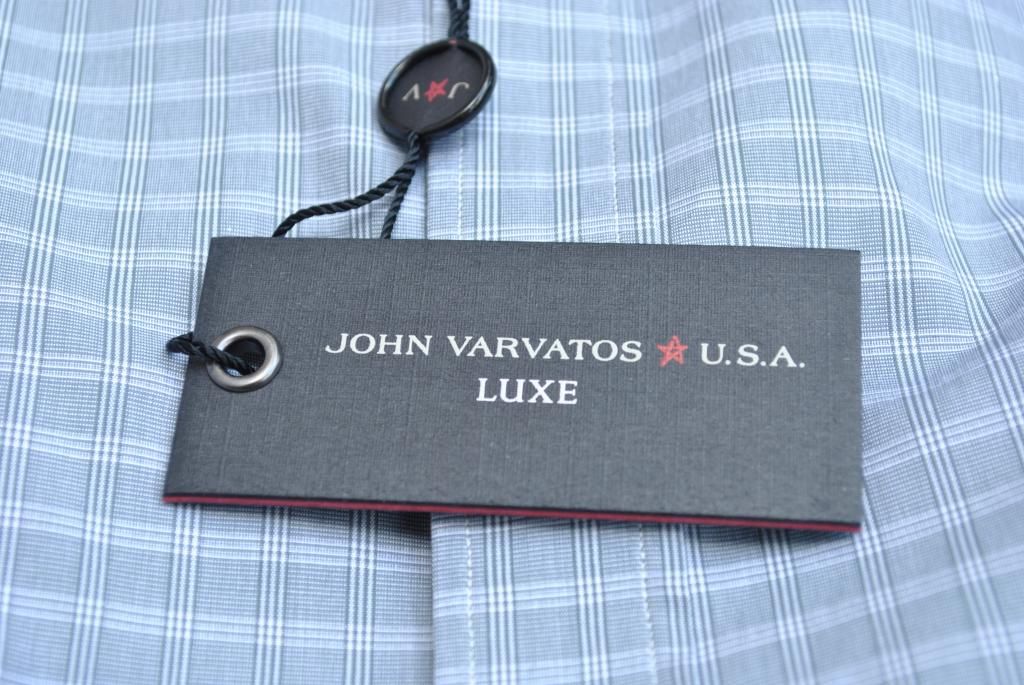 J V
JOHN VARVATOS U.S.A.
LUXE